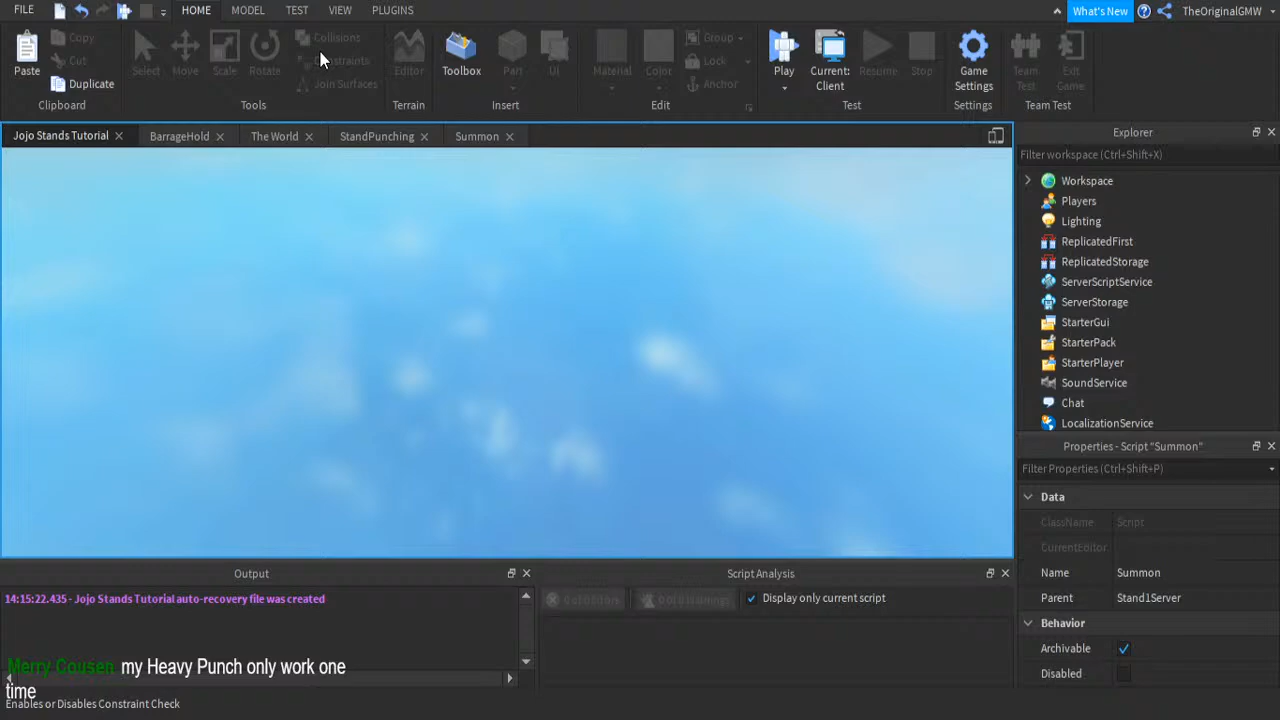 FILE
HOME
MODEL
TEST
VIEW
PLUGINS
What's New
TheOriginalGMW
Paste
Copy
Cut
Duplicate
Clipboard
Select
Move
Scale
Rotate
Collisions
Constraints
Join Surfaces
Tools
Editor
Terrain
Toolbox
Part
UI
Insert
Material
Color
Group
Lock
Anchor
Edit
Play
Current:
Client
Resume
Stop
Test
Game
Settings
Settings
Team
Test
Exit
Game
Team Test
Jojo Stands Tutorial
BarrageHold
The World
StandPunching
Summon
Explorer
Filter workspace (Ctrl+Shift+X)
Workspace
Players
Lighting
ReplicatedFirst
ReplicatedStorage
ServerScriptService
ServerStorage
StarterGui
StarterPack
StarterPlayer
SoundService
Chat
LocalizationService
Properties - Script "Summon"
Filter Properties (Ctrl+Shift+P)
Data
ClassName Script
CurrentEditor
Name Summon
Parent Stand1Server
Behavior
Archivable
Disabled
Output
14:15:22.435 - Jojo Stands Tutorial auto-recovery file was created
Script Analysis
Display only current script
Merry Cousen my Heavy Punch only work one
time
Enables or Disables Constraint Check